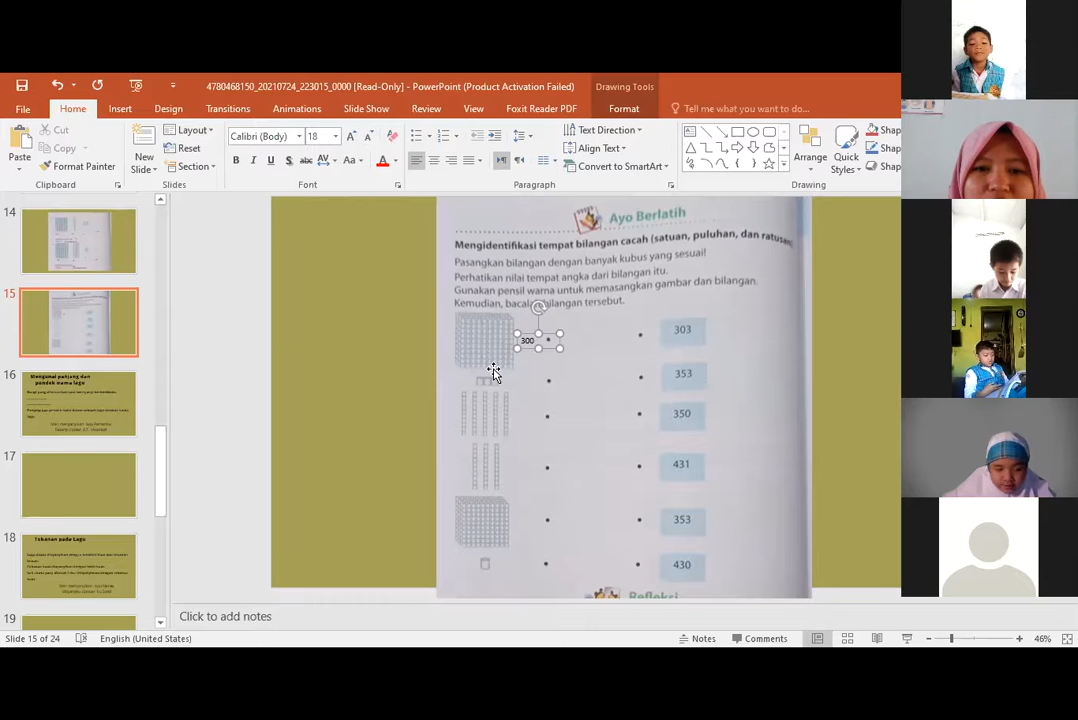 4780468150_20210724_223015_0000 [Read-Only] - PowerPoint (Product Activation Failed)
Drawing Tools
File
Home
Insert
Design
Transitions
Animations
Slide Show
Review
View
Foxit Reader PDF
Format
Tell me what you want to do...
Paste
Cut
Copy
Format Painter
Clipboard
New Slide
Layout
Reset
Section
Slides
Calibri (Body)
18
Font
Text Direction
Align Text
Convert to SmartArt
Paragraph
Arrange
Quick Styles
Drawing
14
15
16
Mengenal panjang dan
pendek nama lagu
17
18
Tekanan pada Lagu
19
Ayo Berlatih
Mengidentifikasi tempat bilangan cacah (satuan, puluhan, dan ratusan
Pasangkan bilangan dengan banyak kubus yang sesuai!
Perhatikan nilai tempat angka dari bilangan itu.
Gunakan pensil warna untuk memasangkan gambar dan bilangan.
Kemudian, bacalah bilangan tersebut.
300
303
353
350
431
353
430
Refleksi
Click to add notes
Slide 15 of 24
English (United States)
Notes
Comments
46%